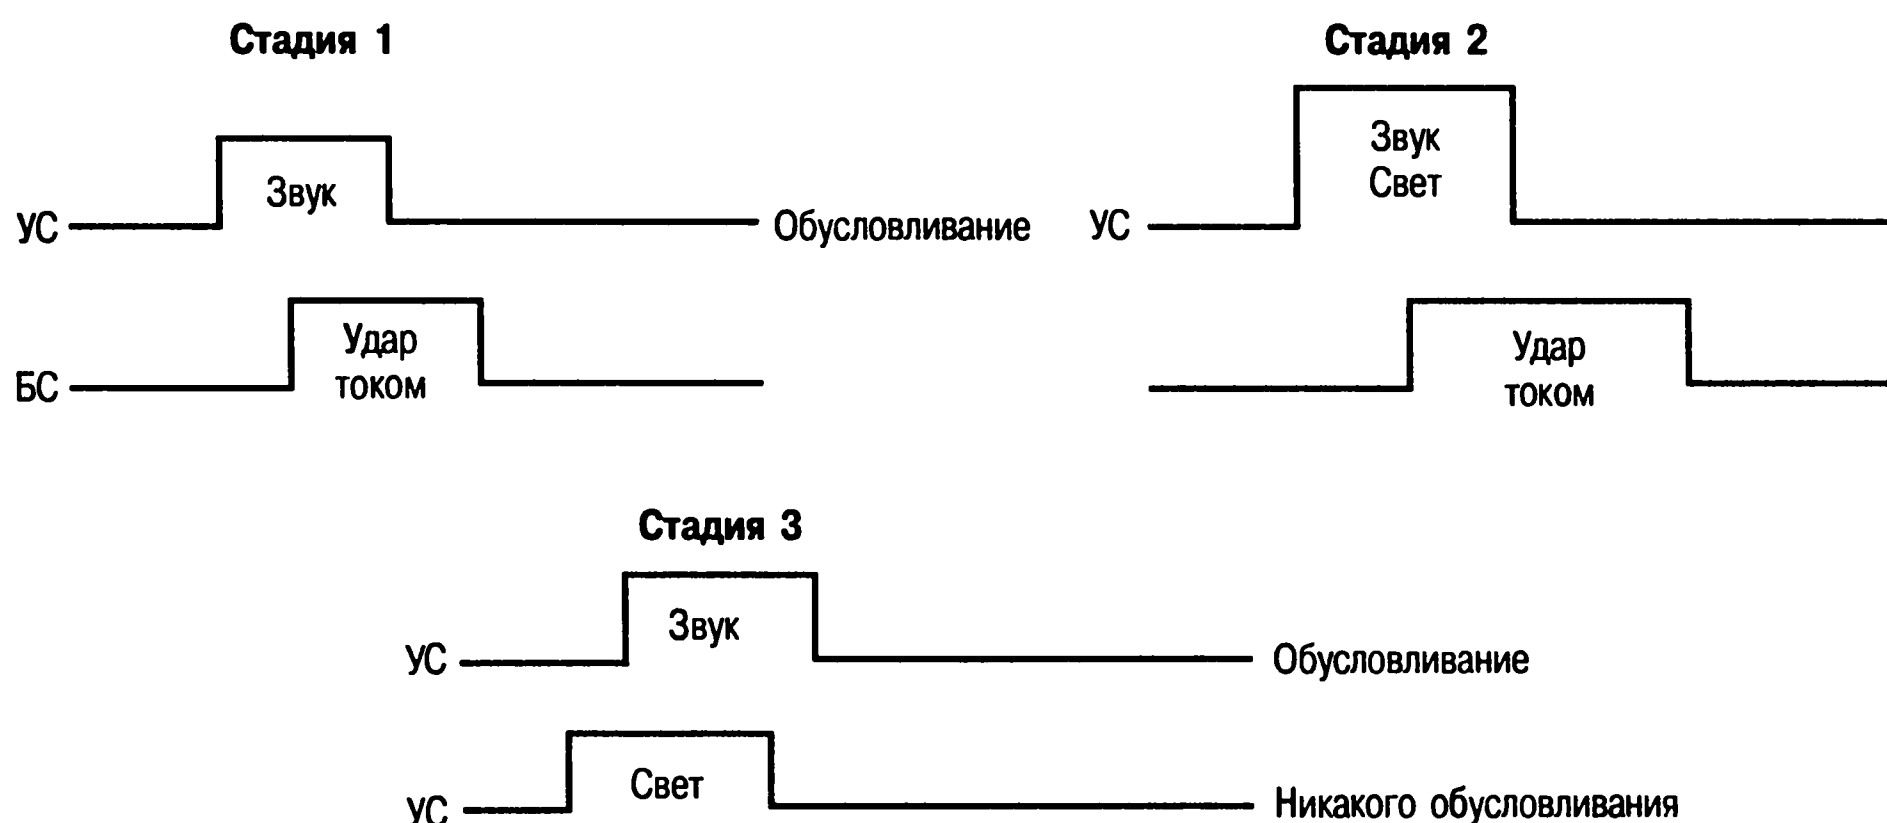 Стадия 1
Звук
УС
Обусловливание
Удар
током
БС
Стадия 2
Звук
Свет
УС
Удар
током
Стадия 3
Звук
УС
Обусловливание
Свет
УС
Никакого обусловливания